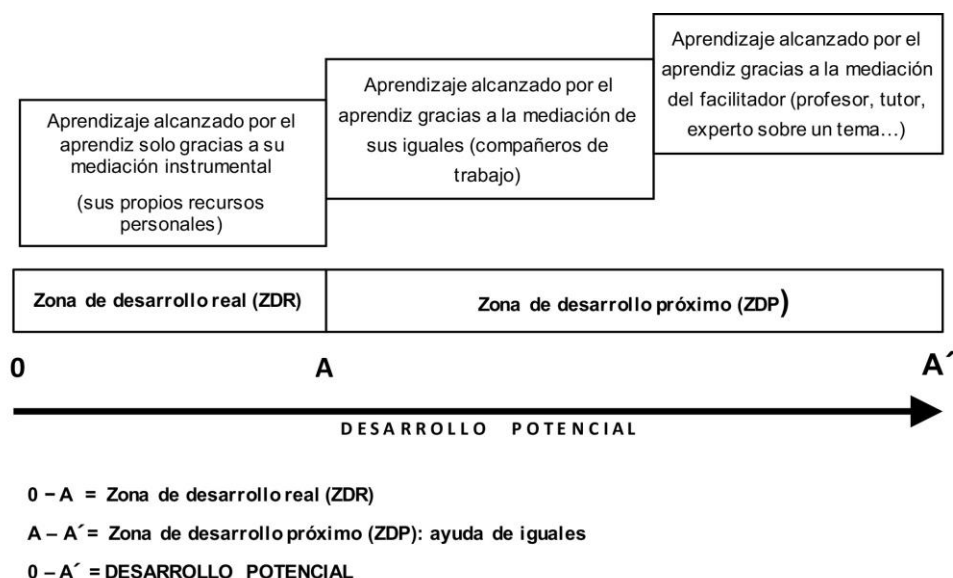 Aprendizaje alcanzado por el
aprendiz solo gracias a su
mediación instrumental
(sus propios recursos
personales)
Aprendizaje alcanzado por el
aprendiz gracias a la mediación de
sus iguales (compañeros de
trabajo)
Aprendizaje alcanzado por el
aprendiz gracias a la mediación
del facilitador (profesor, tutor,
experto sobre un tema…)
Zona de desarrollo real (ZDR)
Zona de desarrollo próximo (ZDP)
0
A
A´
DESARROLLO POTENCIAL
0 – A = Zona de desarrollo real (ZDR)
A – A´= Zona de desarrollo próximo (ZDP): ayuda de iguales
0 – A´ = DESARROLLO POTENCIAL